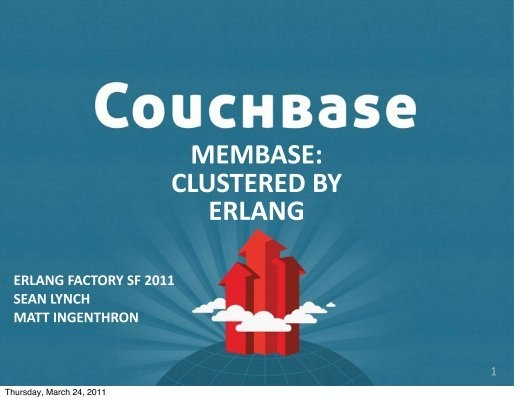 COUCHBASE
MEMBASE:
CLUSTERED BY
ERLANG
ERLANG FACTORY SF 2011
SEAN LYNCH
MATT INGENTHRON
1
Thursday, March 24, 2011